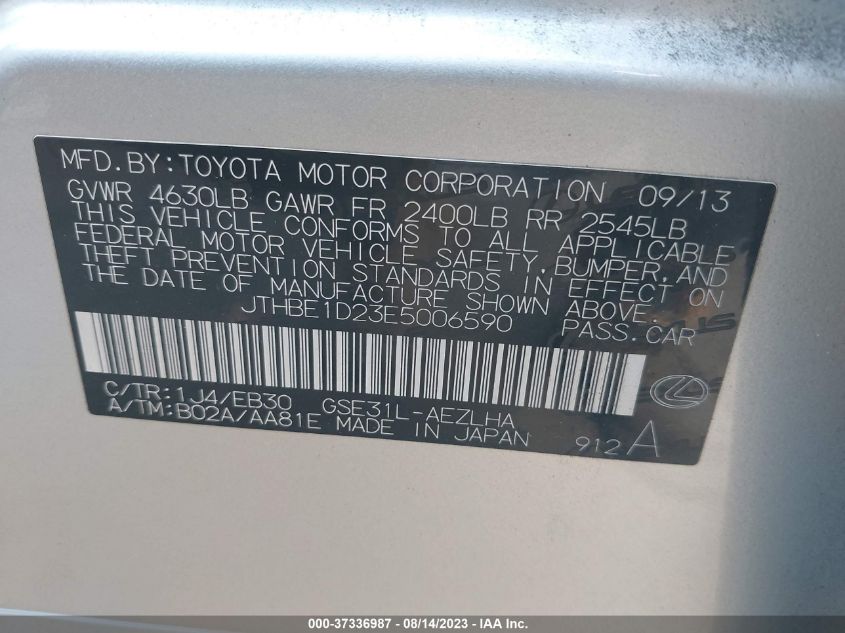 MFD.BY:TOYOTA MOTOR CORPORATION 09/13
GVWR 4630LB GAWR FR 2400LB RR 2545LB
THIS VEHICLE CONFORMS TO ALL APPLICABLE
FEDERAL MOTOR VEHICLE SAFETY,BUMPER,AND
THEFT PREVENTION STANDARDS IN EFFECT ON
THE DATE OF MANUFACTURE SHOWN ABOVE.
JTHBE1D23E5006590 PASS.CAR
C/TR:1J4/EB30 GSE31L-AEZLHA
A/TM:B02A/AA81E MADE IN JAPAN 912A
000-37336987 - 08/14/2023 - IAA Inc.